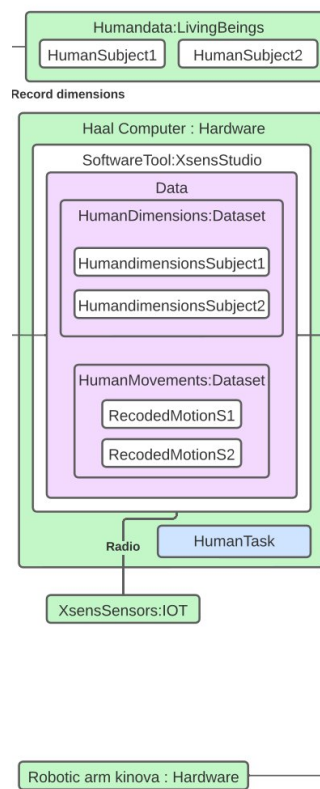 Humandata:LivingBeings
HumanSubject1
HumanSubject2
Record dimensions
Haal Computer : Hardware
SoftwareTool:XsensStudio
Data
HumanDimensions:Dataset
HumandimensionsSubject1
HumandimensionsSubject2
HumanMovements:Dataset
RecodedMotionS1
RecodedMotionS2
Radio
HumanTask
XsensSensors:IOT
Robotic arm kinova : Hardware